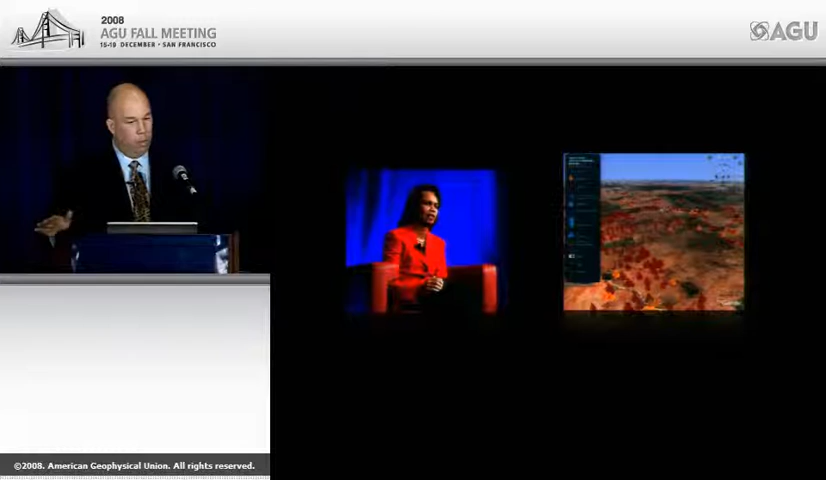 2008
AGU FALL MEETING
15-19 DECEMBER • SAN FRANCISCO
AGU
©2008. American Geophysical Union. All rights reserved.